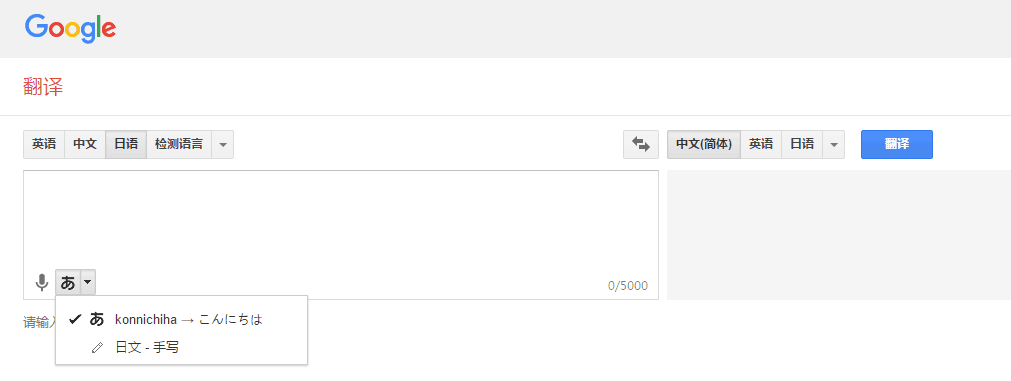 Google
翻译
英语 中文 日语 检测语言 中文(简体) 英语 日语 翻译
あ 0/5000
请输入
あ konnichiha → こんにちは
日文 - 手写